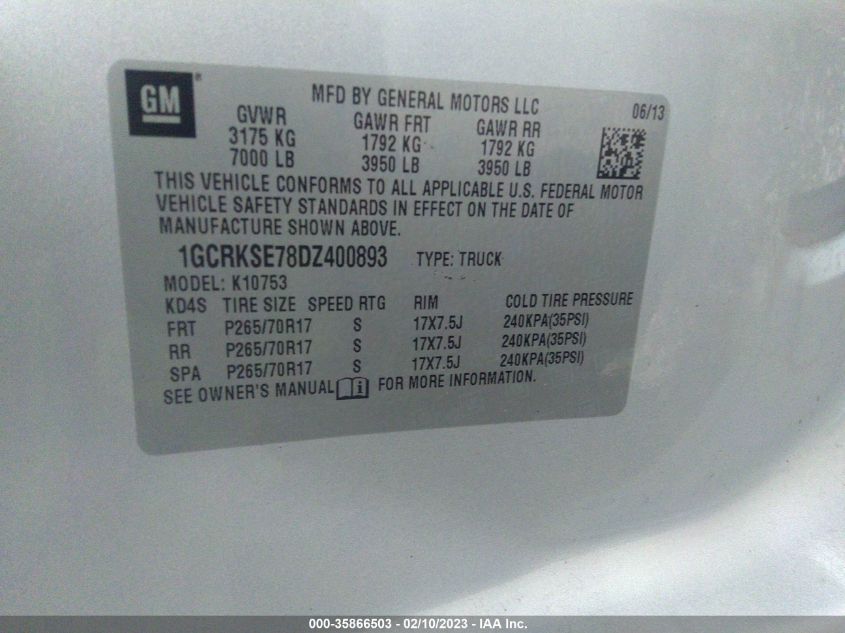 GM
MFD BY GENERAL MOTORS LLC
06/13
GVWR GAWR FRT GAWR RR
3175 KG 1792 KG 1792 KG
7000 LB 3950 LB 3950 LB
THIS VEHICLE CONFORMS TO ALL APPLICABLE U.S. FEDERAL MOTOR
VEHICLE SAFETY STANDARDS IN EFFECT ON THE DATE OF
MANUFACTURE SHOWN ABOVE.
1GCRKSE78DZ400893 TYPE: TRUCK
MODEL: K10753
KD4S TIRE SIZE SPEED RTG RIM COLD TIRE PRESSURE
FRT P265/70R17 S 17X7.5J 240KPA(35PSI)
RR P265/70R17 S 17X7.5J 240KPA(35PSI)
SPA P265/70R17 S 17X7.5J 240KPA(35PSI)
SEE OWNER'S MANUAL i FOR MORE INFORMATION.
000-35866503 - 02/10/2023 - IAA Inc.